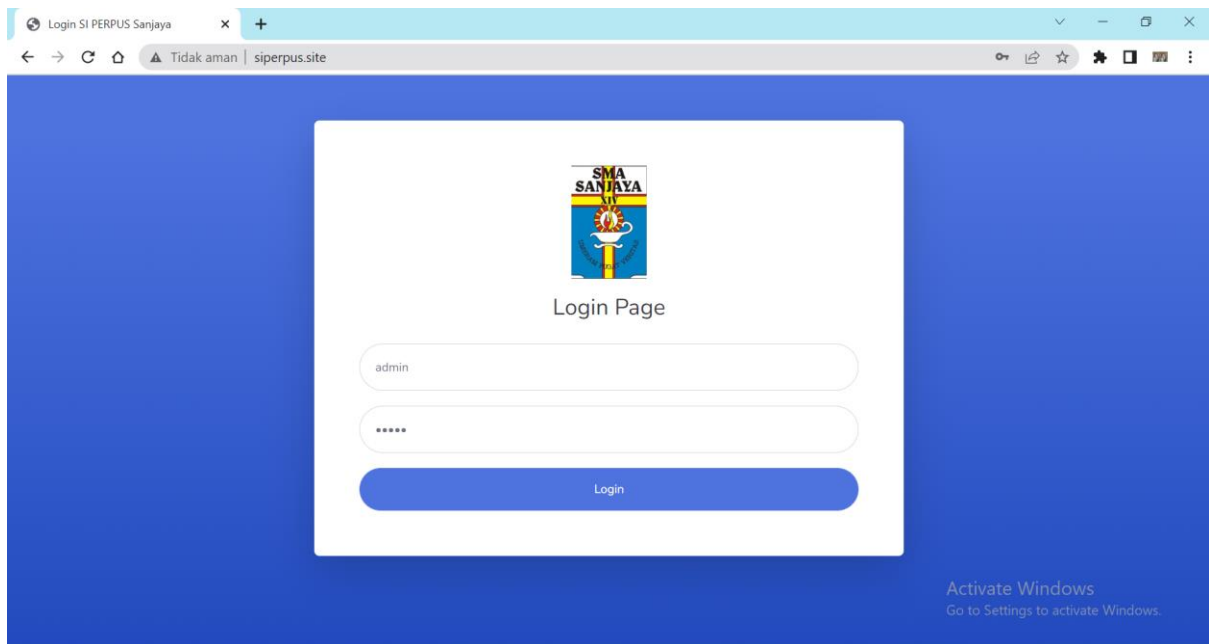 Login SI PERPUS Sanjaya
Tidak aman | siperpus.site
SMA
SANJAYA
XIV
Login Page
admin
•••••
Login
Activate Windows
Go to Settings to activate Windows.